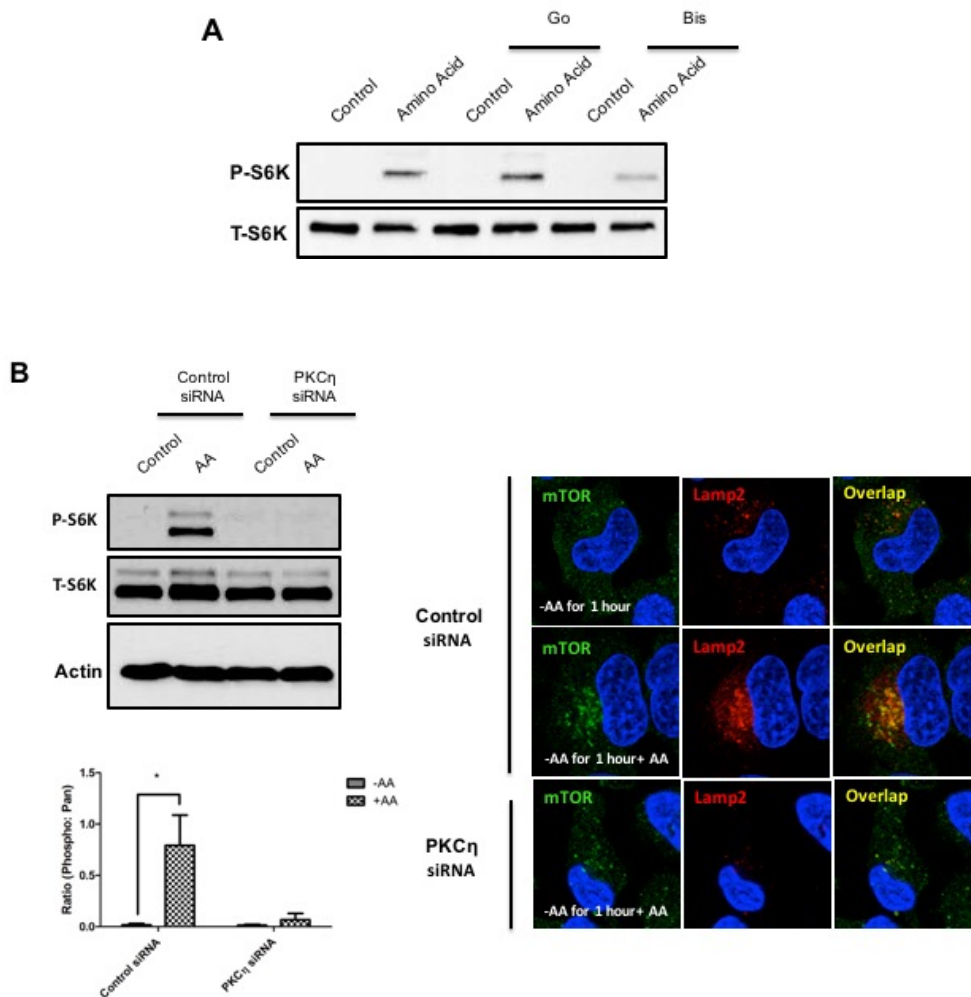 A
Go
Bis
Control
Amino Acid
Control
Amino Acid
Control
Amino Acid
P-S6K
T-S6K
B
Control
siRNA
PKCη
siRNA
Control
AA
Control
AA
P-S6K
T-S6K
Actin
1.5
1.0
0.5
0.0
Ratio (Phospho: Pan)
*
-AA
+AA
Control siRNA
PKCη siRNA
Control
siRNA
mTOR
Lamp2
Overlap
-AA for 1 hour
mTOR
Lamp2
Overlap
-AA for 1 hour+ AA
PKCη
siRNA
mTOR
Lamp2
Overlap
-AA for 1 hour+ AA